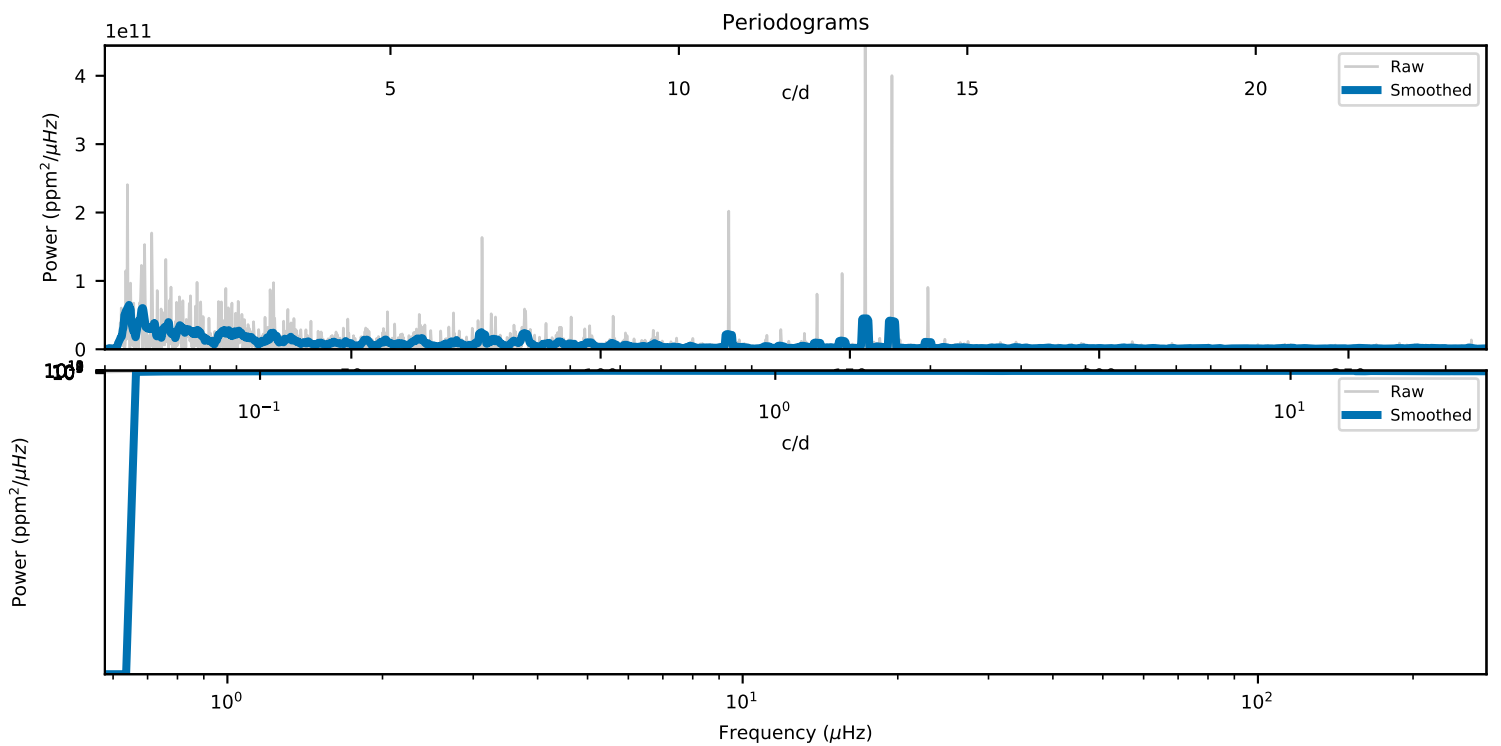 Periodograms
1e11
4
3
2
1
0
Power (ppm²/μHz)
5
10
15
20
c/d
Raw
Smoothed
10⁻¹
10⁰
10¹
c/d
Raw
Smoothed
Power (ppm²/μHz)
10⁰
10¹
10²
Frequency (μHz)